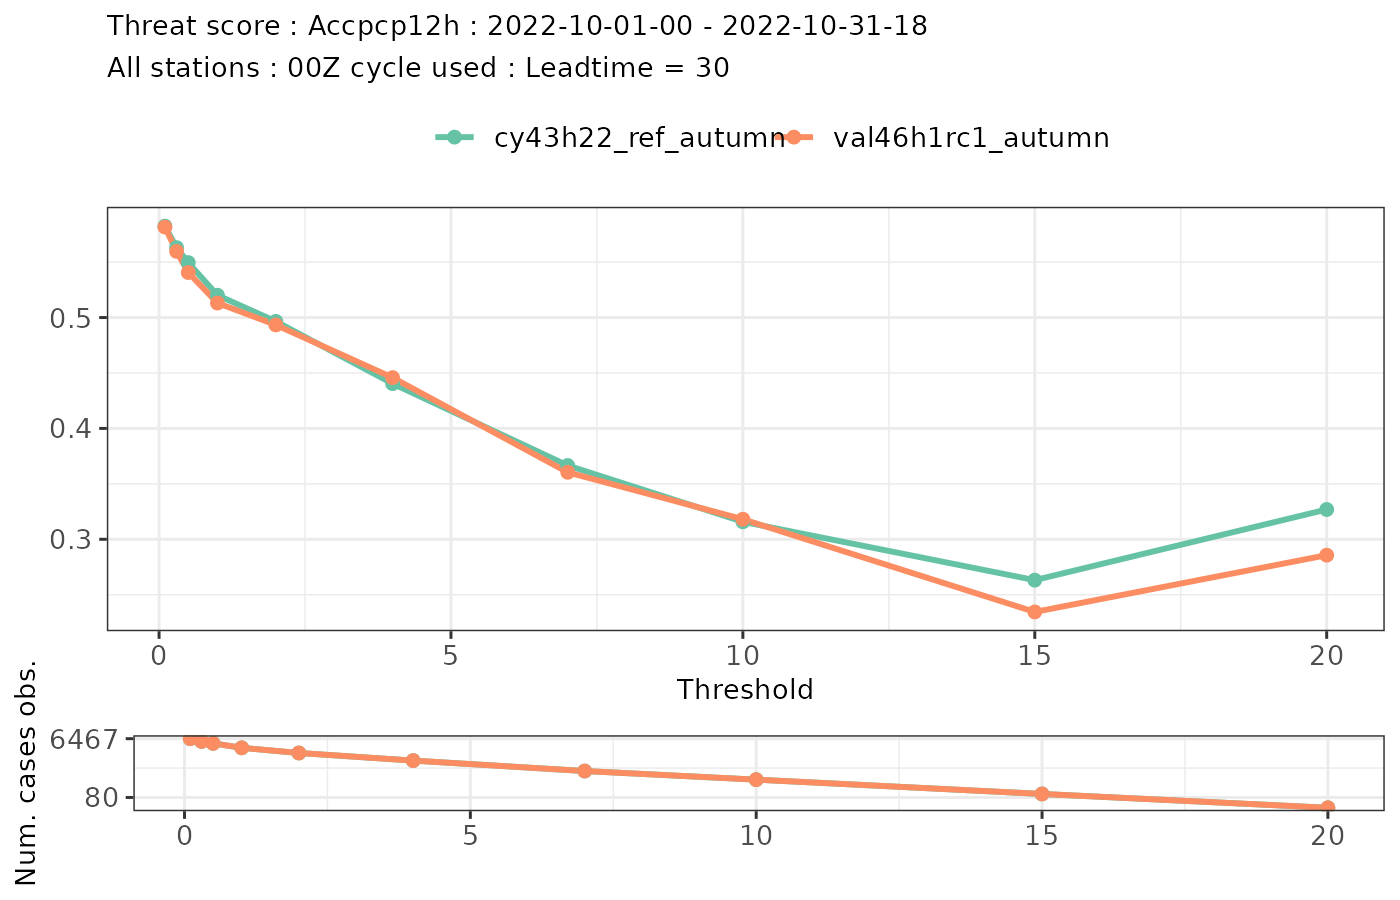 Threat score : Accpcp12h : 2022-10-01-00 - 2022-10-31-18
All stations : 00Z cycle used : Leadtime = 30
cy43h22_ref_autumn val46h1rc1_autumn
0.5
0.4
0.3
0 5 10 15 20
Threshold
Num. cases obs.
6467
80
0 5 10 15 20